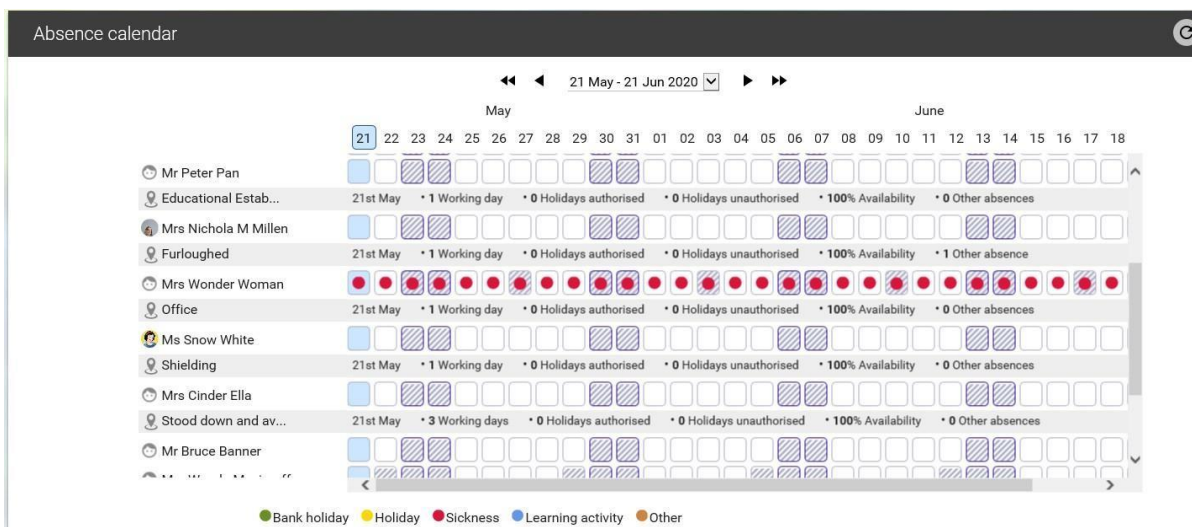 Absence calendar
21 May - 21 Jun 2020
May June
21 22 23 24 25 26 27 28 29 30 31 01 02 03 04 05 06 07 08 09 10 11 12 13 14 15 16 17 18
Mr Peter Pan
Educational Estab... 21st May • 1 Working day • 0 Holidays authorised • 0 Holidays unauthorised • 100% Availability • 0 Other absences
Mrs Nichola M Millen
Furloughed 21st May • 1 Working day • 0 Holidays authorised • 0 Holidays unauthorised • 100% Availability • 1 Other absence
Mrs Wonder Woman
Office 21st May • 1 Working day • 0 Holidays authorised • 0 Holidays unauthorised • 100% Availability • 0 Other absences
Ms Snow White
Shielding 21st May • 1 Working day • 0 Holidays authorised • 0 Holidays unauthorised • 100% Availability • 0 Other absences
Mrs Cinder Ella
Stood down and av... 21st May • 3 Working days • 0 Holidays authorised • 0 Holidays unauthorised • 100% Availability • 0 Other absences
Mr Bruce Banner
Bank holiday Holiday Sickness Learning activity Other